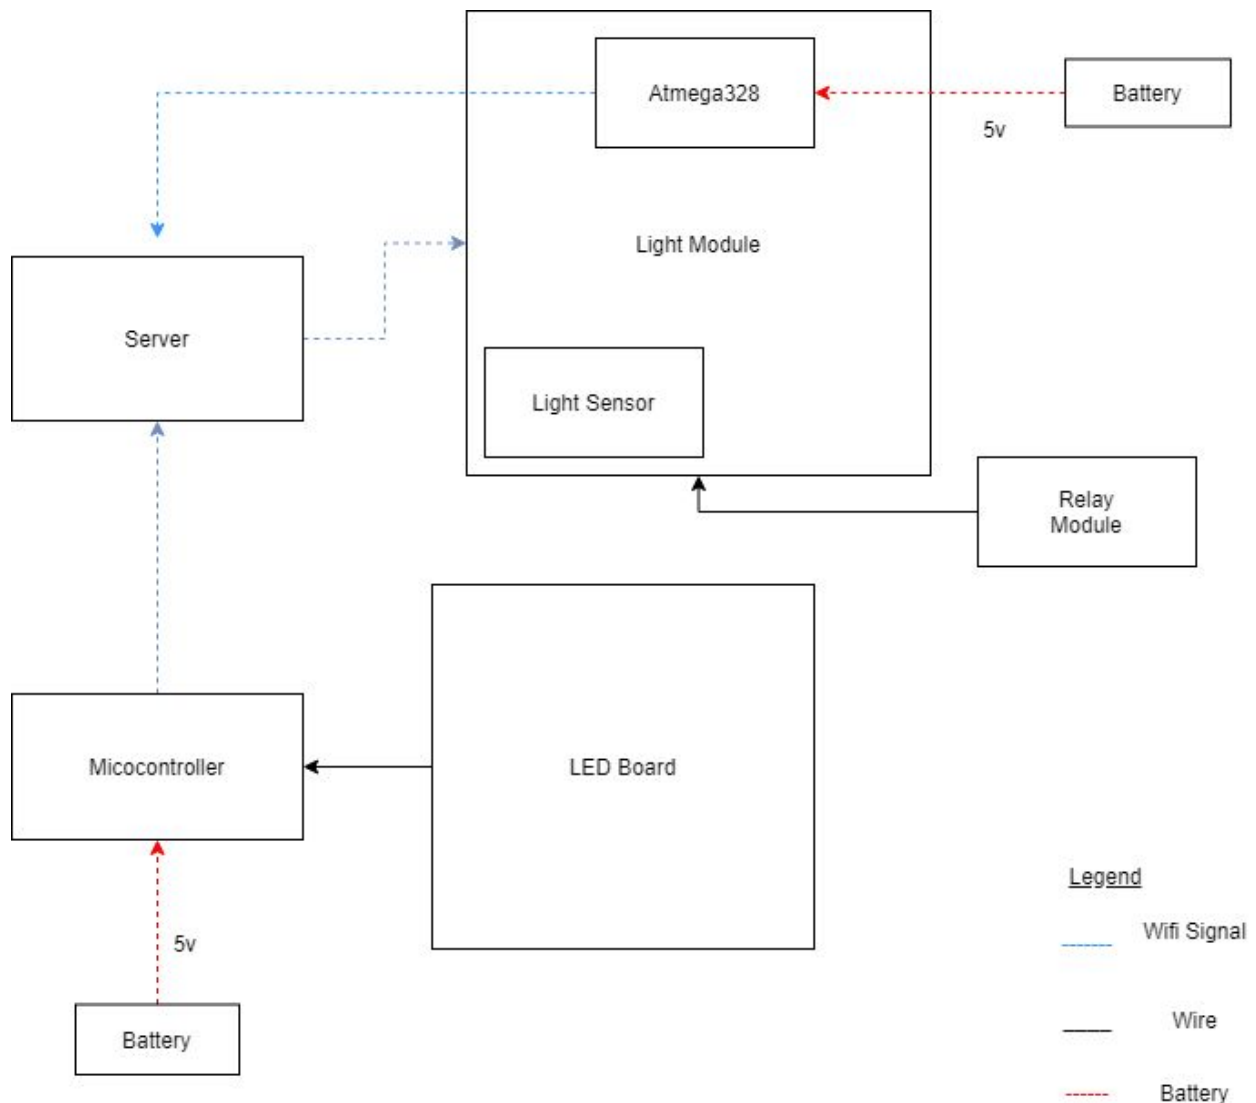 Atmega328
Battery
5v
Light Module
Server
Light Sensor
Relay
Module
Micocontroller
LED Board
5v
Battery
Legend
Wifi Signal
Wire
Battery